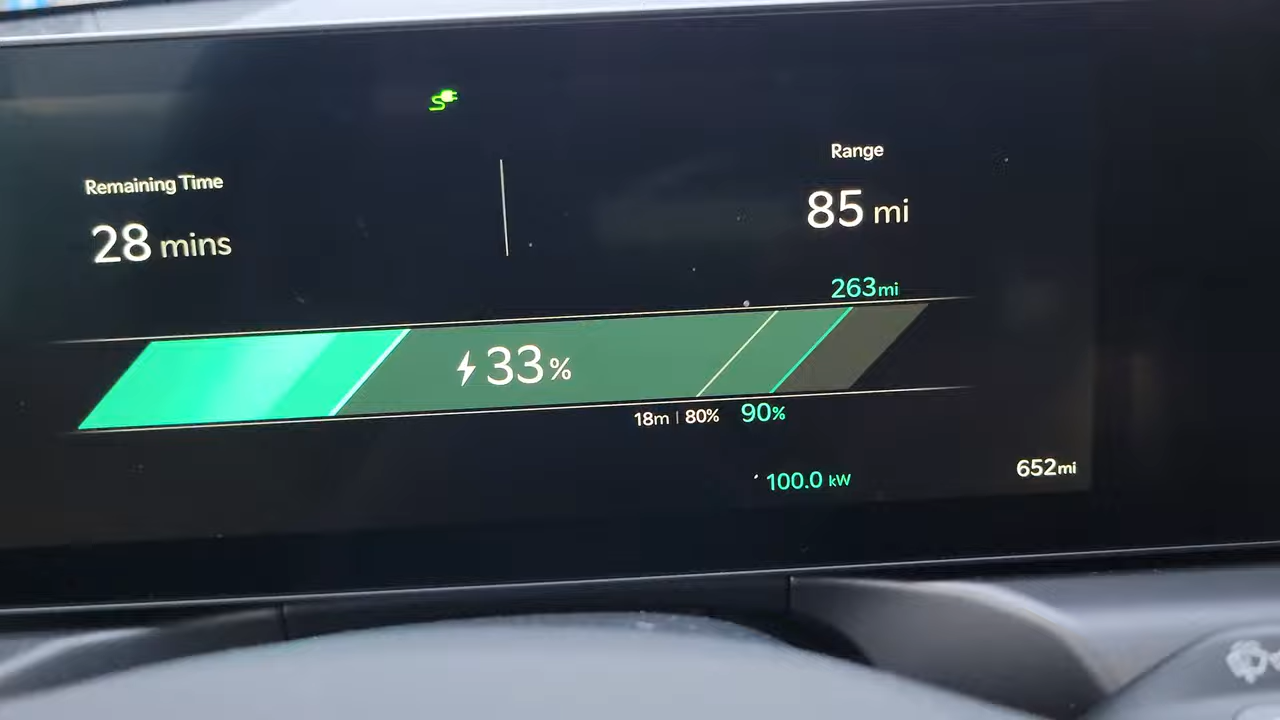 Remaining Time
28 mins
Range
85 mi
263mi
33%
18m | 80%
90%
100.0 kW
652mi